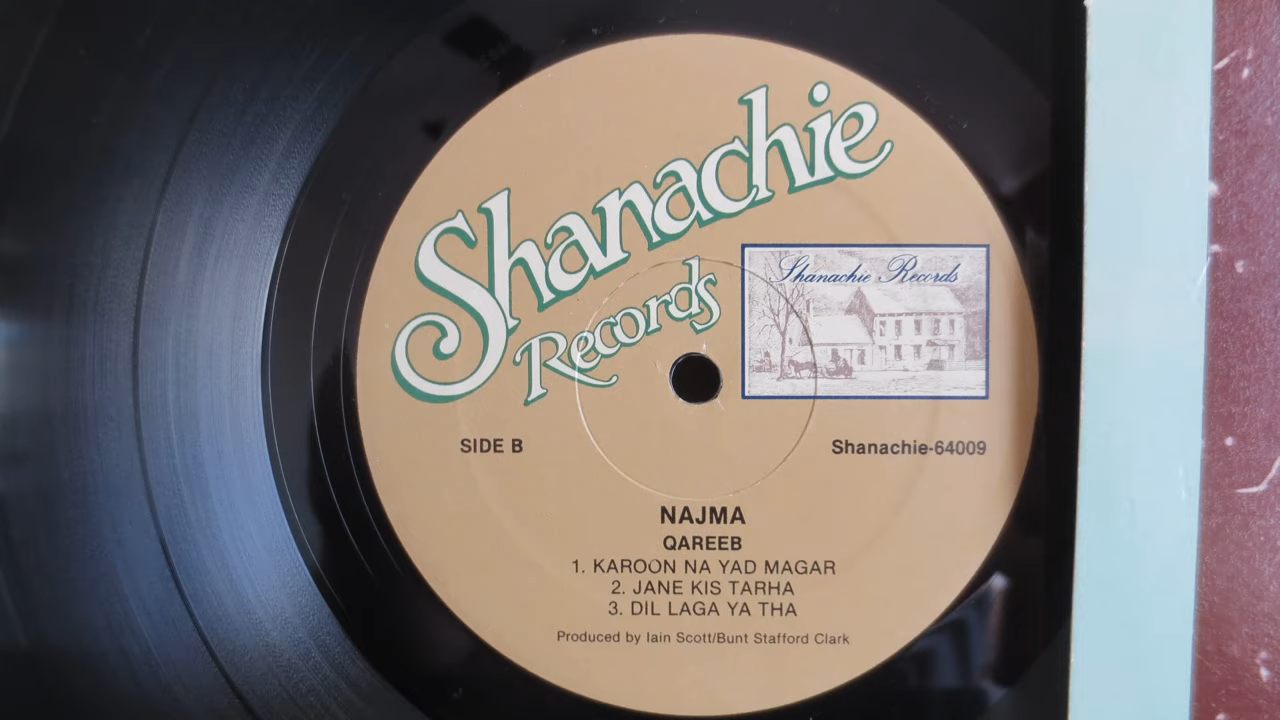 Shanachie
Records
Shanachie Records
SIDE B
Shanachie-64009
NAJMA
QAREEB
1. KAROON NA YAD MAGAR
2. JANE KIS TARHA
3. DIL LAGA YA THA
Produced by Iain Scott/Bunt Stafford Clark